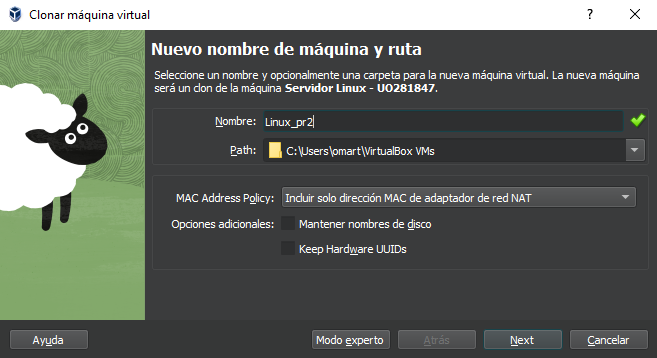 Clonar máquina virtual
?
Nuevo nombre de máquina y ruta
Seleccione un nombre y opcionalmente una carpeta para la nueva máquina virtual. La nueva máquina
será un clon de la máquina Servidor Linux - UO281847.
Nombre: Linux_pr2
Path: C:\Users\omart\VirtualBox VMs
MAC Address Policy: Incluir solo dirección MAC de adaptador de red NAT
Opciones adicionales: Mantener nombres de disco
Keep Hardware UUIDs
Ayuda Modo experto Atrás Next Cancelar